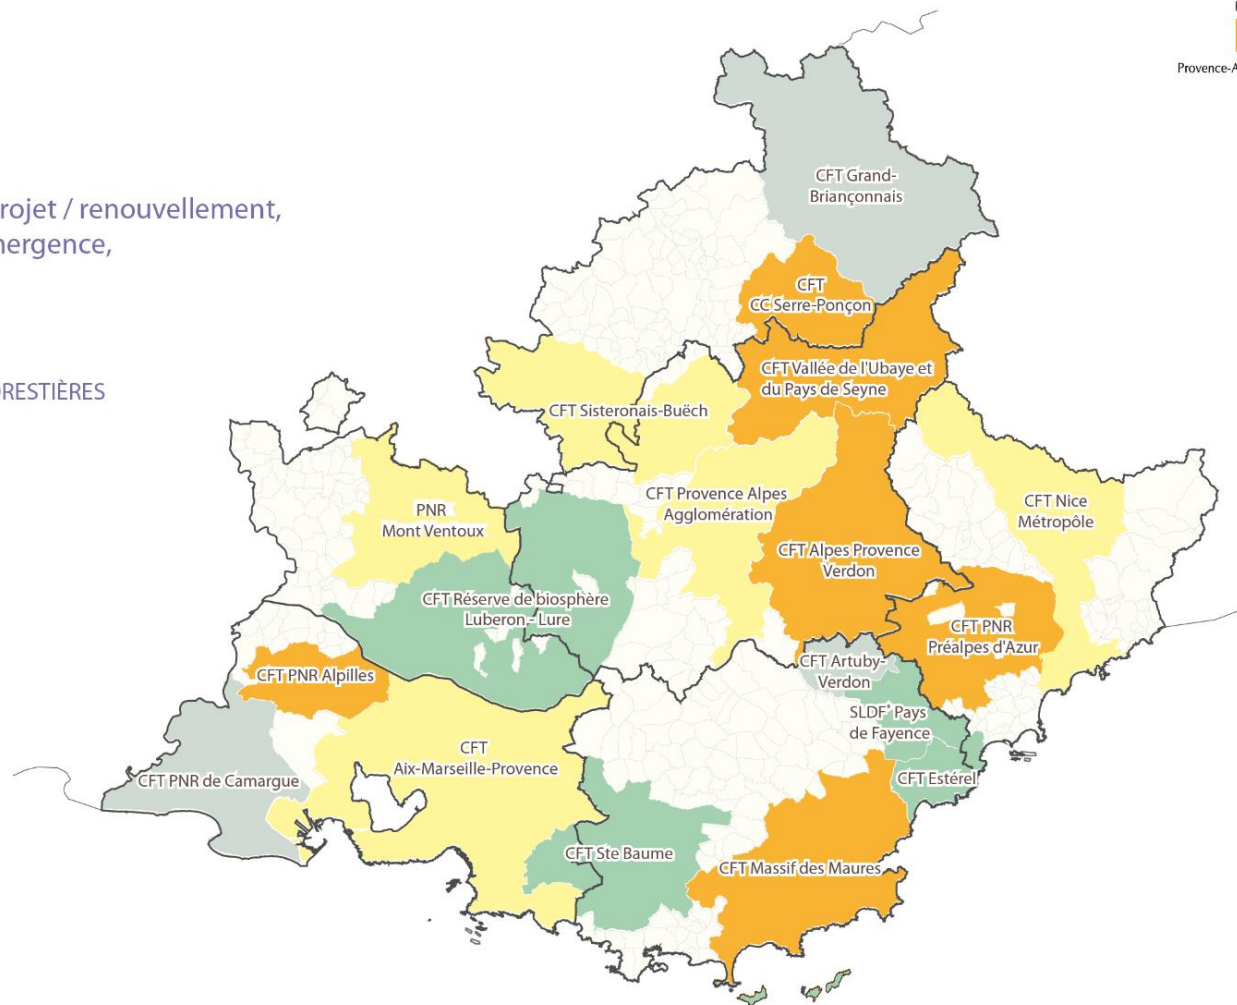 Provence-A
rojet / renouvellement,
nergence,
ORESTIÈRES
CFT Grand-
Briançonnais
CFT
CC Serre-Ponçon
CFT Vallée de l'Ubaye et
du Pays de Seyne
CFT Sisteronais-Buëch
CFT Provence Alpes
Agglomération
PNR
Mont Ventoux
CFT Nice
Métropôle
CFT Alpes Provence
Verdon
CFT Réserve de biosphère
Luberon - Lure
CFT PNR
Préalpes d'Azur
CFT PNR Alpilles
CFT Artuby-
Verdon
SLDF* Pays
de Fayence
CFT
Aix-Marseille-Provence
CFT PNR de Camargue
CFT Estérel
CFT Ste Baume
CFT Massif des Maures